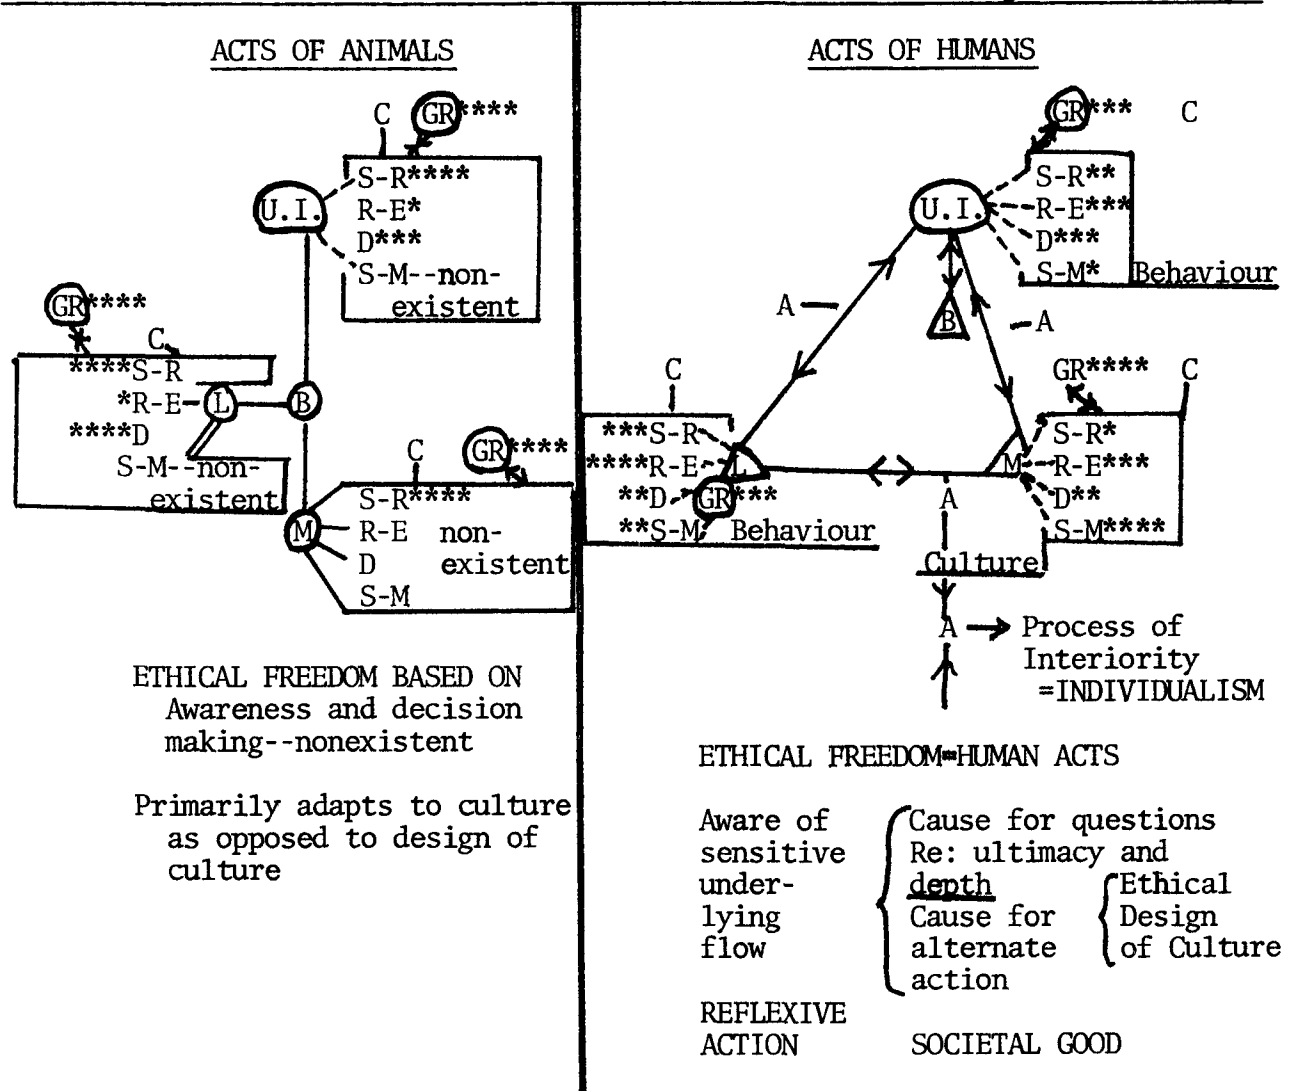 ACTS OF ANIMALS
C GR****
U.I.
S-R****
R-E*
D***
S-M--non-
existent
GR****
C
****S-R
*R-E L B
****D
S-M--non-
existent
C GR****
M
S-R****
R-E non-
D existent
S-M
ETHICAL FREEDOM BASED ON
Awareness and decision
making--nonexistent
Primarily adapts to culture
as opposed to design of
culture
ACTS OF HUMANS
GR*** C
U.I.
S-R**
R-E***
D***
S-M* Behaviour
A B A
C
***S-R
****R-E L
**D GR***
**S-M Behaviour
GR**** C
M
S-R*
R-E***
D**
S-M****
A
Culture
A Process of
Interiority
=INDIVIDUALISM
ETHICAL FREEDOM=HUMAN ACTS
Aware of
sensitive
under-
lying
flow
Cause for questions
Re: ultimacy and
depth
Cause for
alternate
action
Ethical
Design
of Culture
REFLEXIVE
ACTION SOCIETAL GOOD